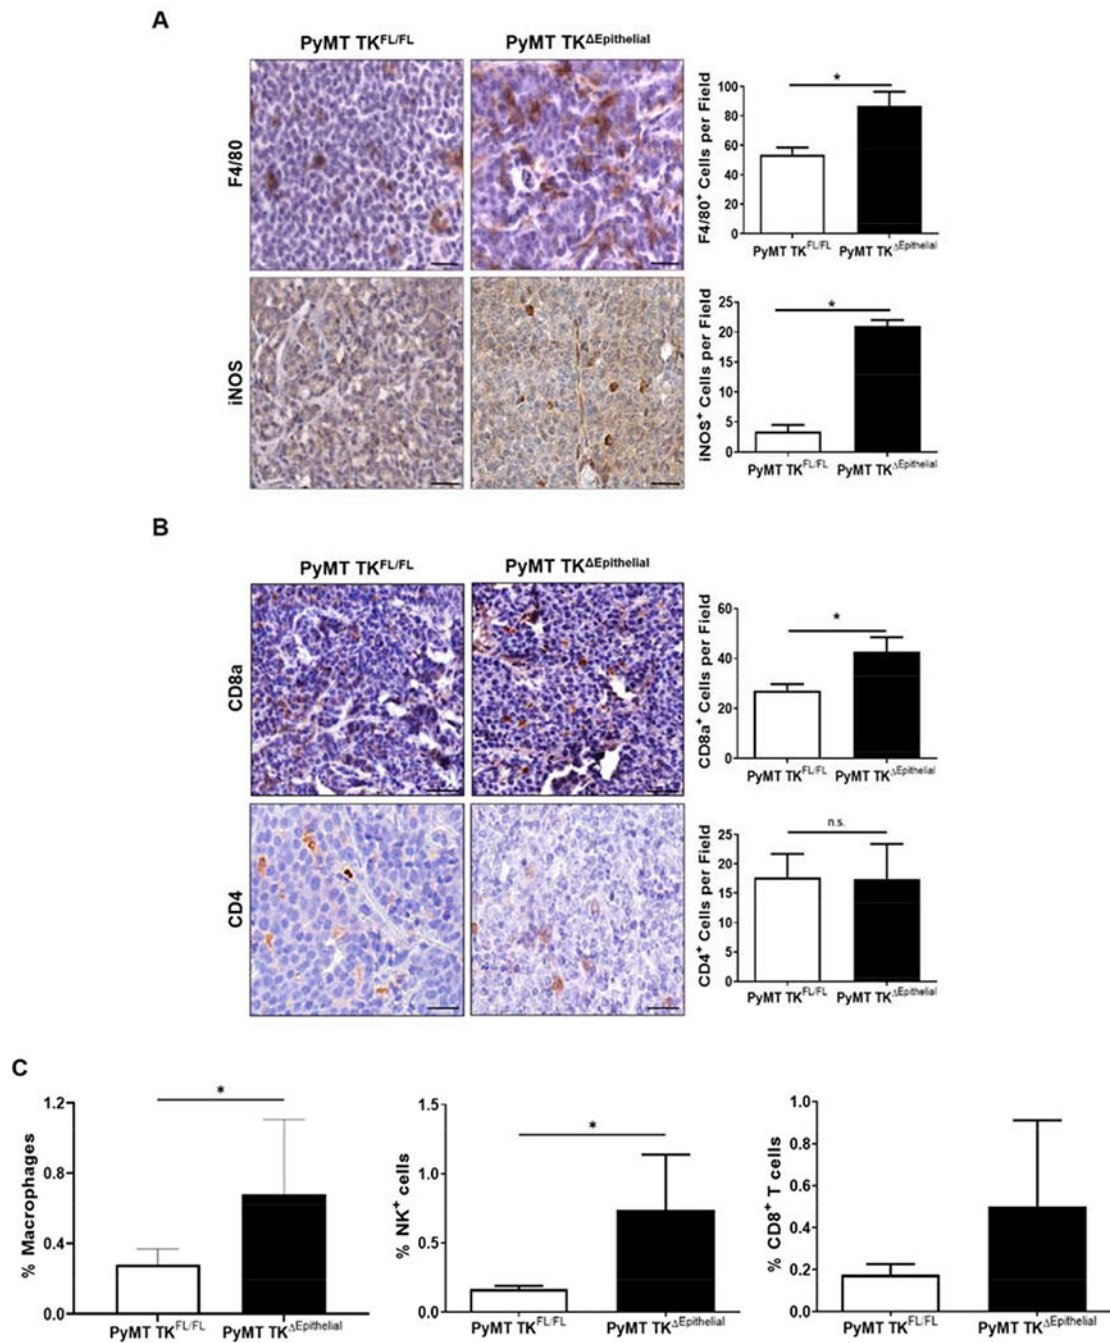 A
PyMT TK^FL/FL
PyMT TK^ΔEpithelial
F4/80
F4/80⁺ Cells per Field
100
80
60
40
20
0
*
PyMT TK^FL/FL
PyMT TK^ΔEpithelial
iNOS
iNOS⁺ Cells per Field
25
20
15
10
5
0
*
PyMT TK^FL/FL
PyMT TK^ΔEpithelial
B
PyMT TK^FL/FL
PyMT TK^ΔEpithelial
CD8a
CD8a⁺ Cells per Field
60
40
20
0
*
PyMT TK^FL/FL
PyMT TK^ΔEpithelial
CD4
CD4⁺ Cells per Field
25
20
15
10
5
0
n.s.
PyMT TK^FL/FL
PyMT TK^ΔEpithelial
C
% Macrophages
1.2
0.8
0.4
0.0
*
PyMT TK^FL/FL
PyMT TK^ΔEpithelial
% NK⁺ cells
1.5
1.0
0.5
0.0
*
PyMT TK^FL/FL
PyMT TK^ΔEpithelial
% CD8⁺ T cells
1.0
0.8
0.6
0.4
0.2
0.0
PyMT TK^FL/FL
PyMT TK^ΔEpithelial